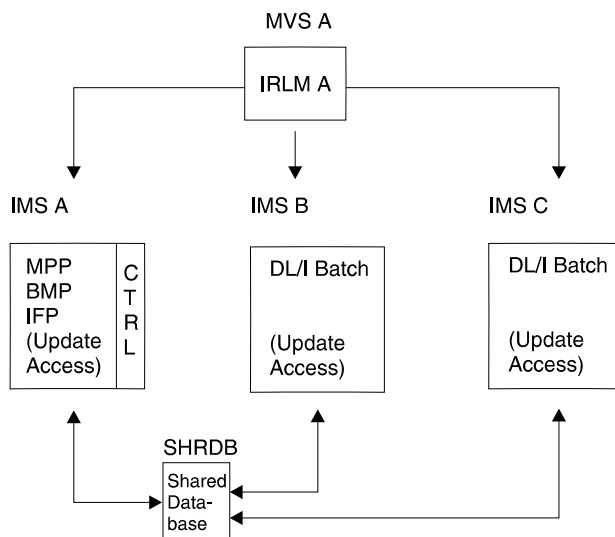 MVS A
IRLM A
IMS A
IMS B
IMS C
MPP
BMP
IFP
(Update
Access)
C
T
R
L
DL/I Batch
(Update
Access)
DL/I Batch
(Update
Access)
SHRDB
Shared
Data-
base